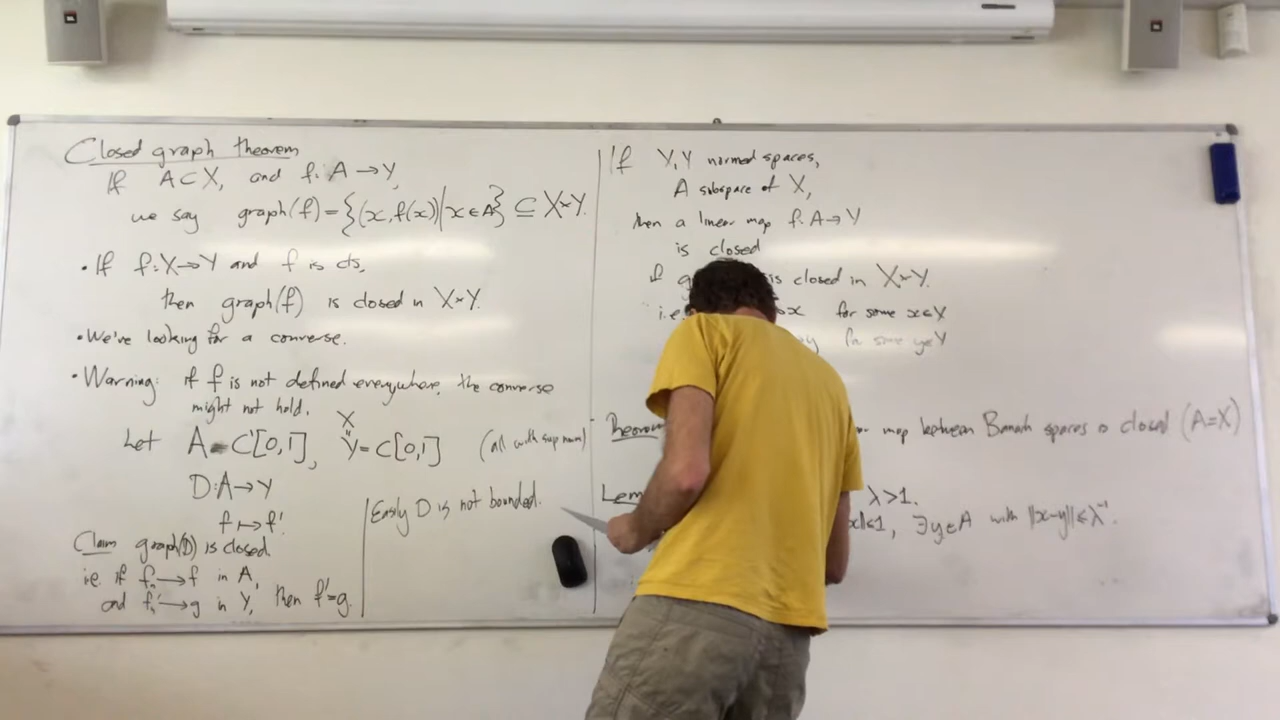 Closed graph theorem
If A ⊂ X, and f: A → Y,
we say graph(f) = {(x, f(x)) | x ∈ A} ⊆ X×Y.
• If f: X → Y and f is cts,
then graph(f) is closed in X×Y.
• We're looking for a converse.
• Warning: if f is not defined everywhere, the converse
might not hold.
X
"
Let A = C'[0,1], Y = C[0,1] (all with sup norm)
D: A → Y
f ↦ f'
Claim graph(D) is closed.
i.e. if fₙ → f in A,
and fₙ' → g in Y, then f' = g.
Easily D is not bounded.
If Y, Y normed spaces,
A subspace of X,
then a linear map f: A → Y
is closed
if is closed in X×Y.
i.e. x for some x ∈ X
y for some y ∈ Y
Theorem map between Banach spaces is closed (A=X)
λ > 1.
≤ 1, ∃ y ∈ A with ‖x−y‖ ≤ λ⁻¹.